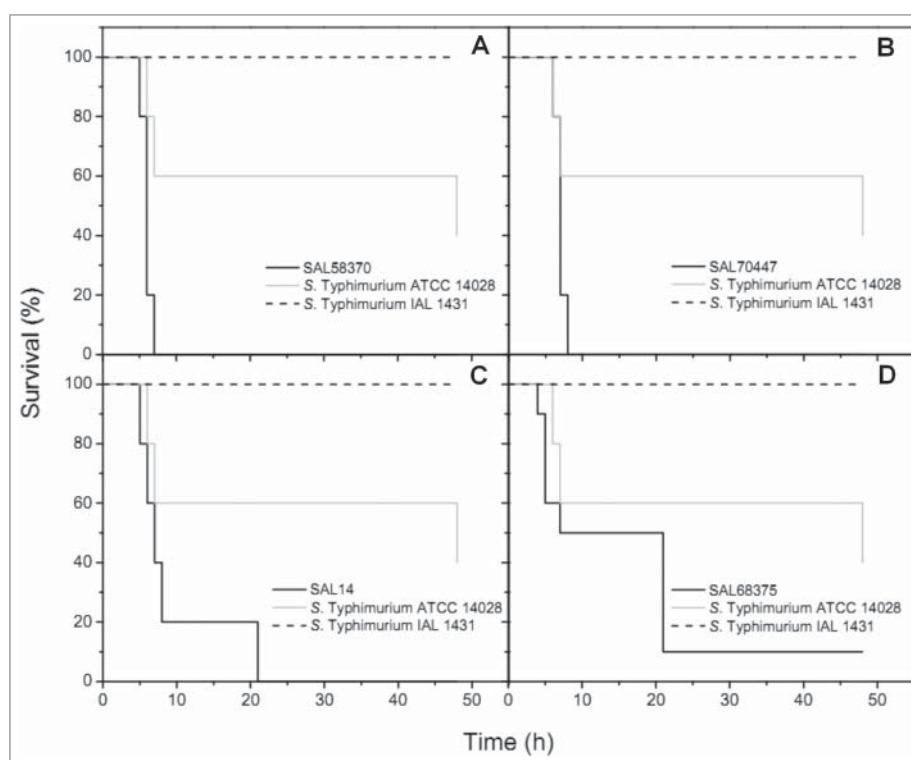 A
B
100
80
60
40
20
0
SAL58370
S. Typhimurium ATCC 14028
S. Typhimurium IAL 1431
SAL70447
S. Typhimurium ATCC 14028
S. Typhimurium IAL 1431
Survival (%)
C
D
100
80
60
40
20
0
SAL14
S. Typhimurium ATCC 14028
S. Typhimurium IAL 1431
SAL68375
S. Typhimurium ATCC 14028
S. Typhimurium IAL 1431
0 10 20 30 40 50
0 10 20 30 40 50
Time (h)